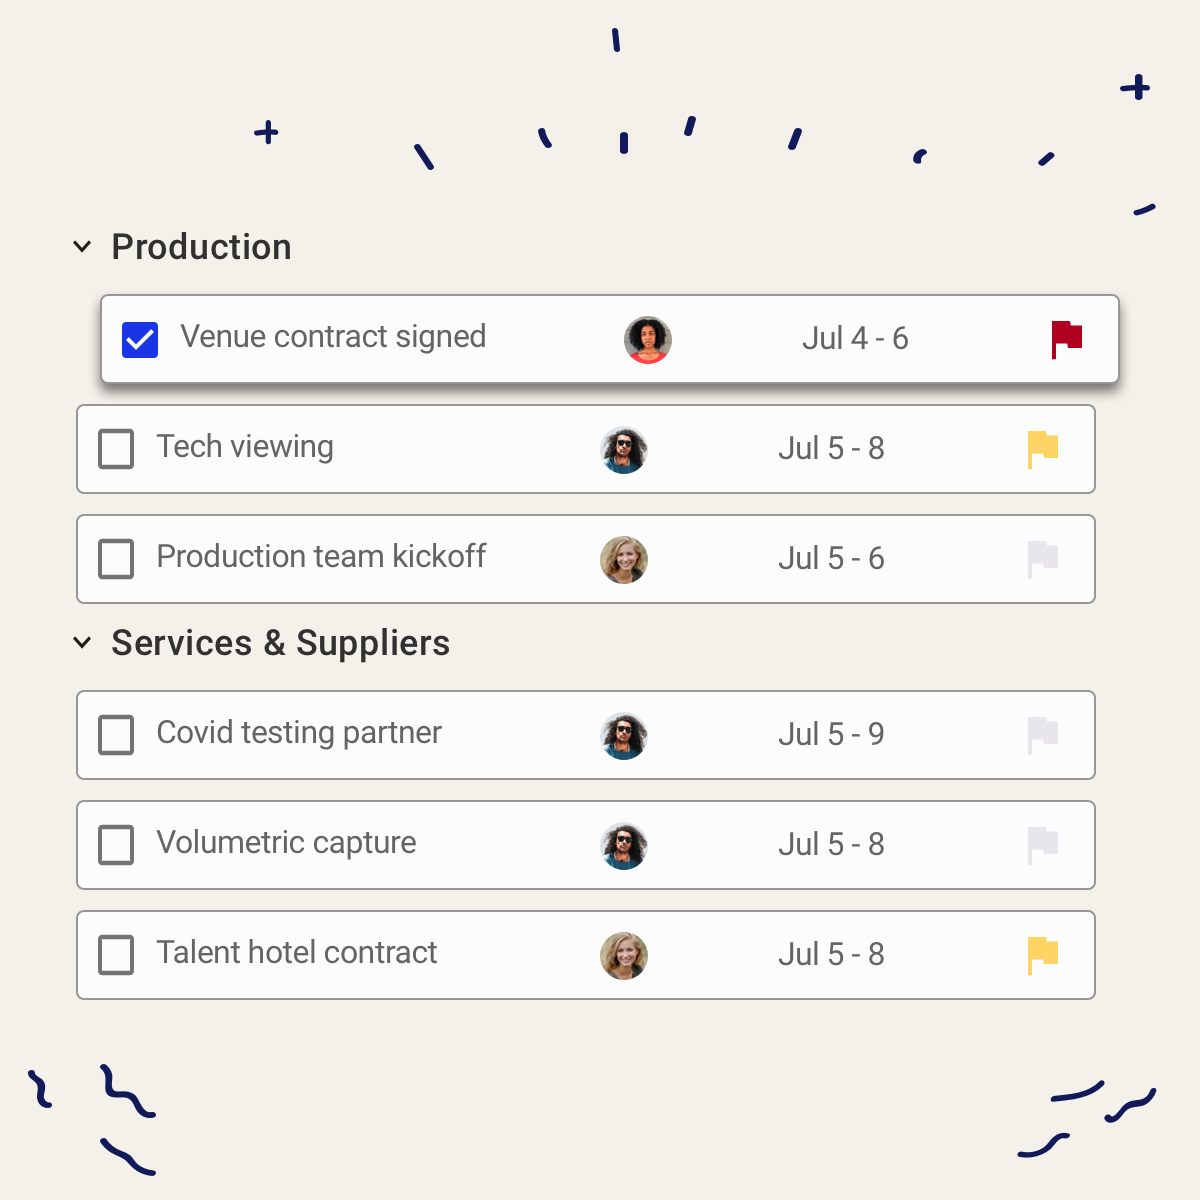 Production
Venue contract signed Jul 4 - 6
Tech viewing Jul 5 - 8
Production team kickoff Jul 5 - 6
Services & Suppliers
Covid testing partner Jul 5 - 9
Volumetric capture Jul 5 - 8
Talent hotel contract Jul 5 - 8